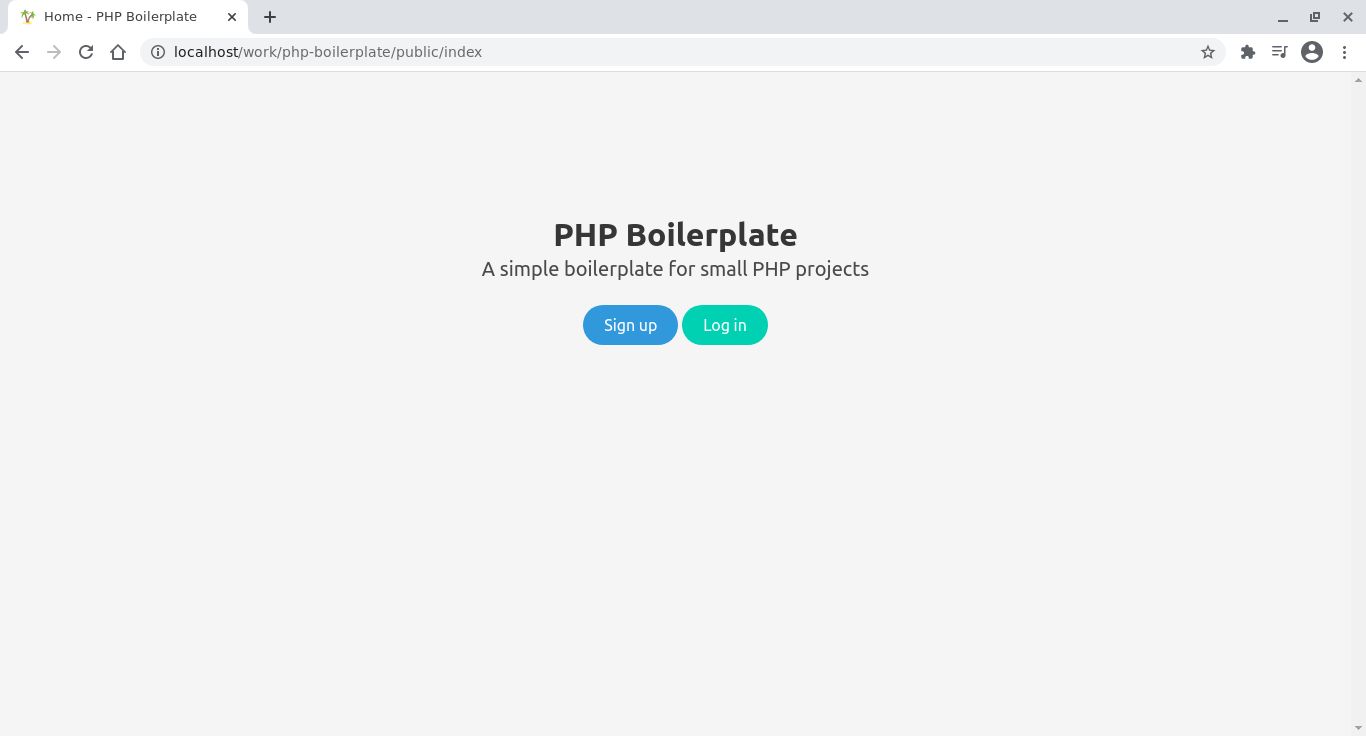 Home - PHP Boilerplate
localhost/work/php-boilerplate/public/index
PHP Boilerplate
A simple boilerplate for small PHP projects
Sign up Log in